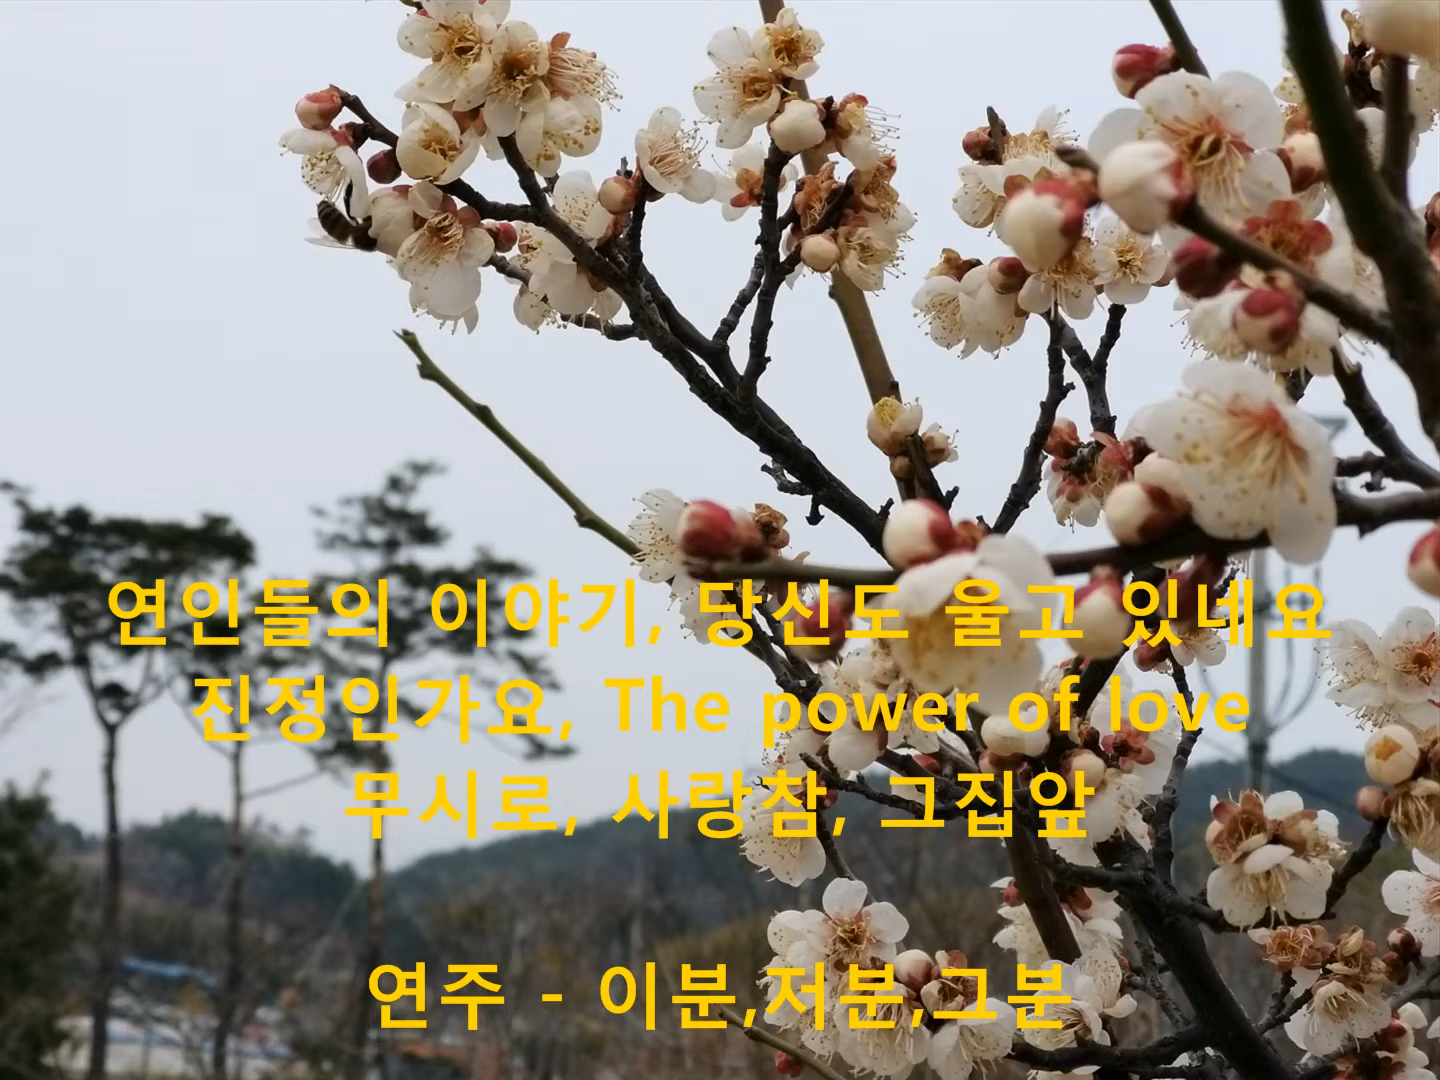 연인들의 이야기, 당신도 울고 있네요
진정인가요, The power of love
무시로, 사랑참, 그집앞
연주 - 이분,저분,그분